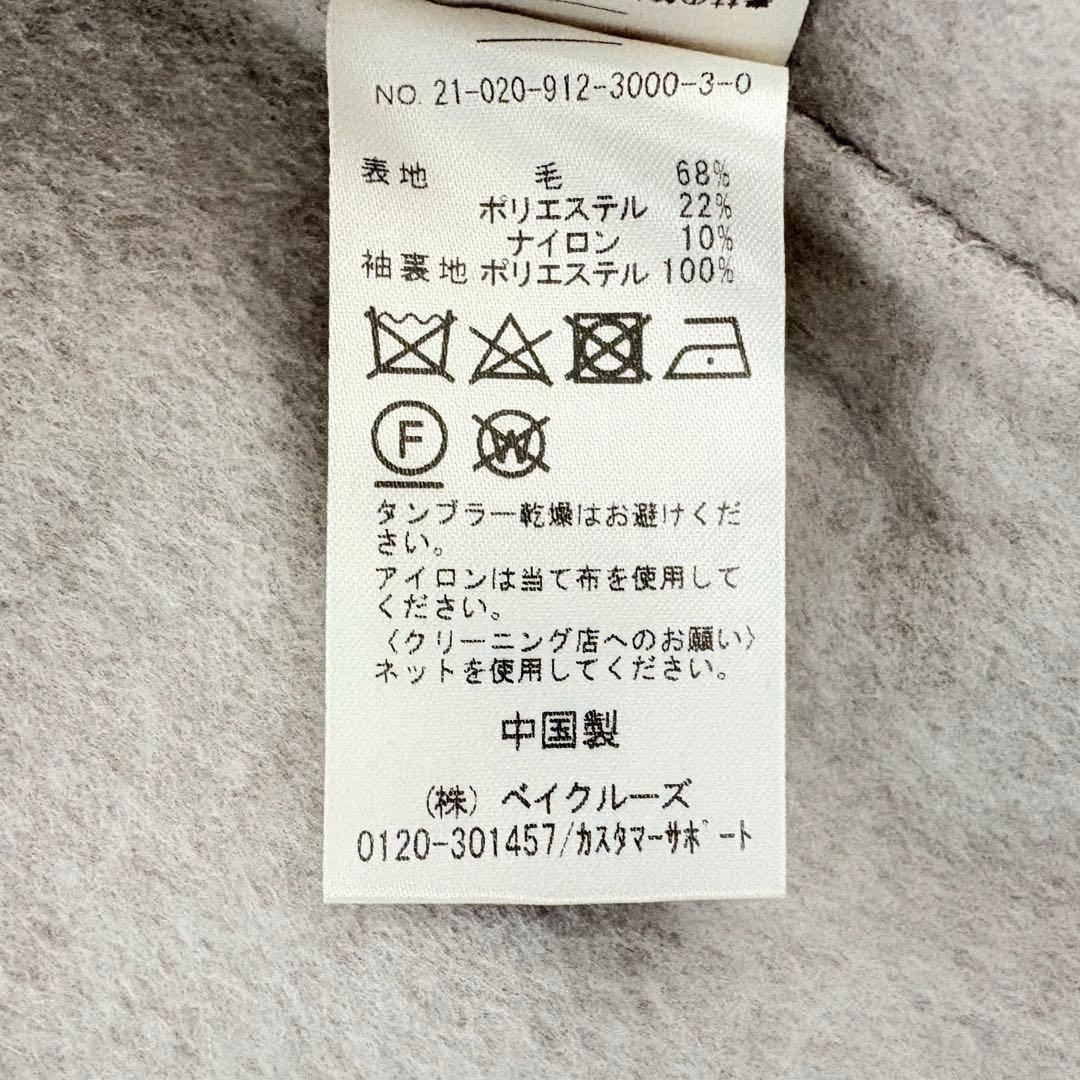 NO. 21-020-912-3000-3-0
表地 毛 68%
ポリエステル 22%
ナイロン 10%
袖裏地 ポリエステル 100%
F W
タンブラー乾燥はお避けくだ
さい。
アイロンは当て布を使用して
ください。
〈クリーニング店へのお願い〉
ネットを使用してください。
中国製
(株) ベイクルーズ
0120-301457/カスタマーサポート